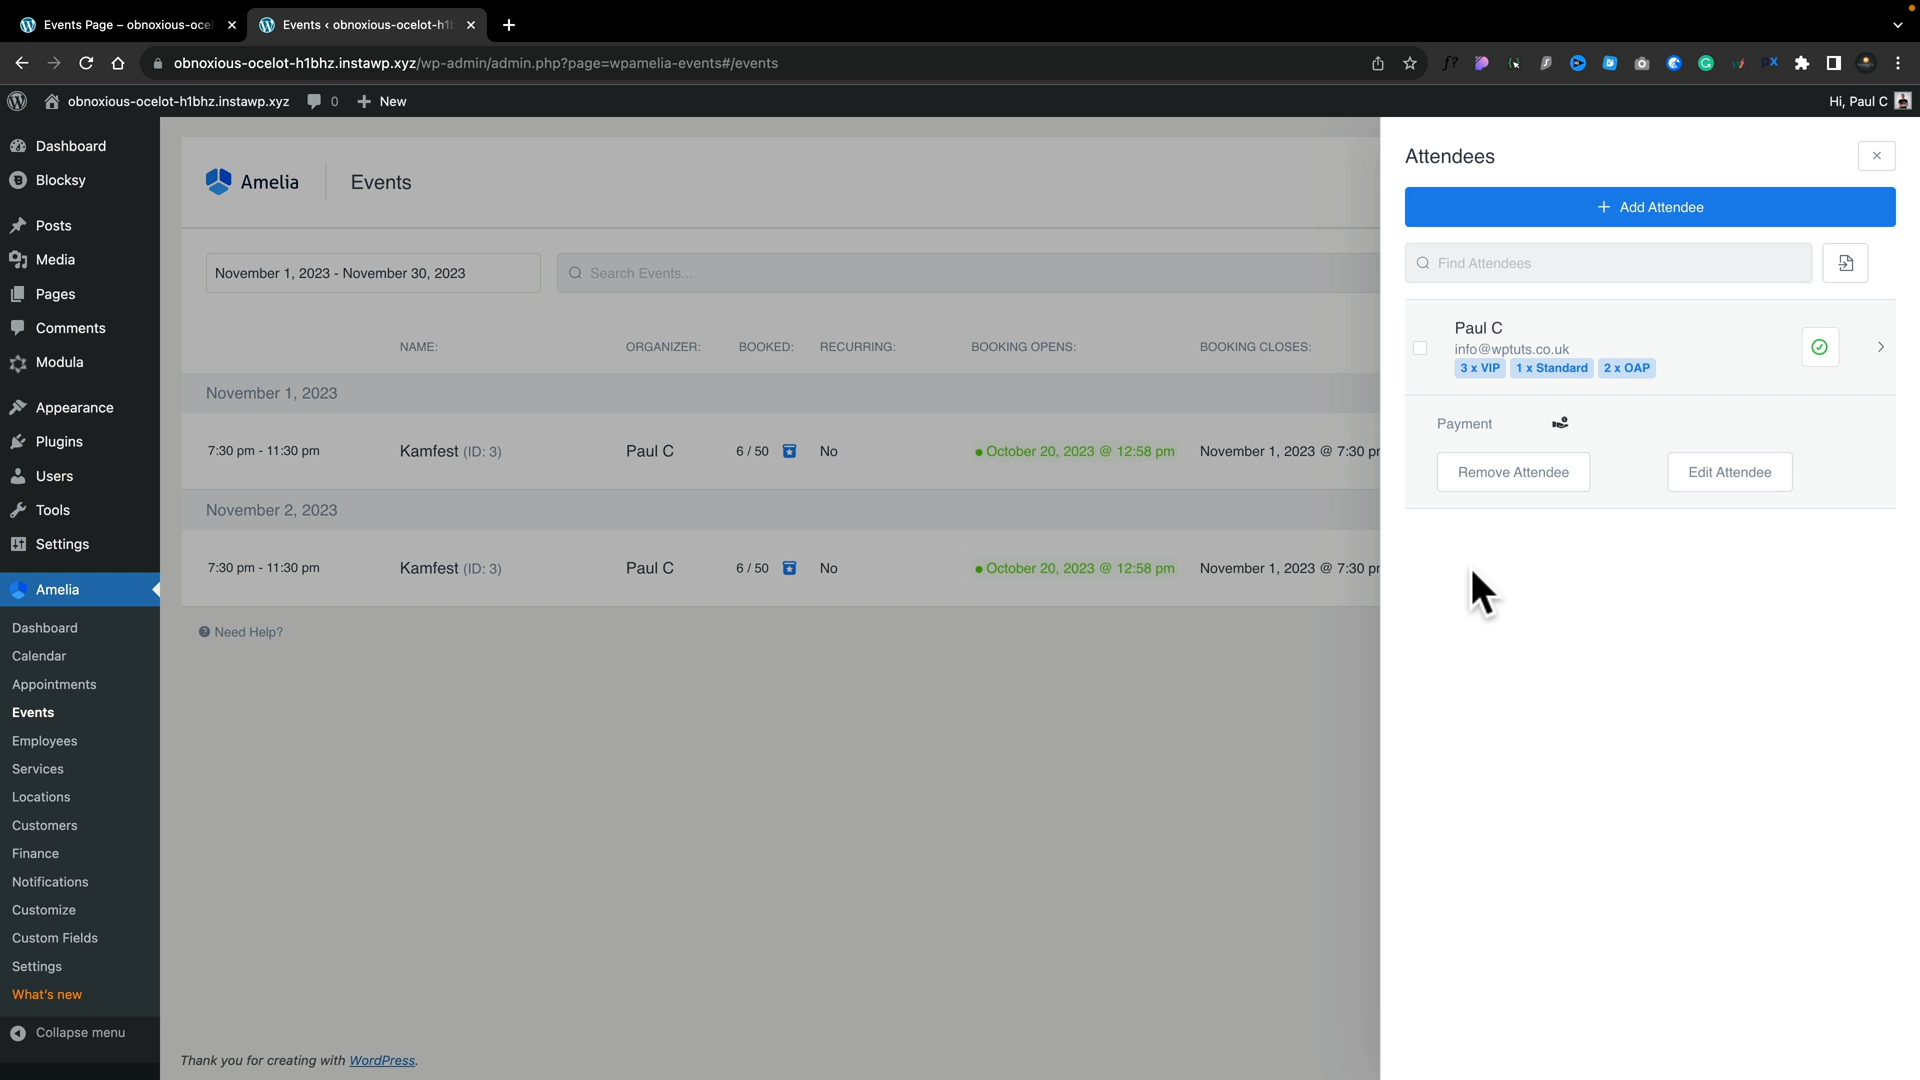 Events Page – obnoxious-ocel
Events ‹ obnoxious-ocelot-h1b
obnoxious-ocelot-h1bhz.instawp.xyz/wp-admin/admin.php?page=wpamelia-events#/events
obnoxious-ocelot-h1bhz.instawp.xyz 0 New Hi, Paul C
Dashboard
Blocksy
Posts
Media
Pages
Comments
Modula
Appearance
Plugins
Users
Tools
Settings
Amelia
Dashboard
Calendar
Appointments
Events
Employees
Services
Locations
Customers
Finance
Notifications
Customize
Custom Fields
Settings
What's new
Collapse menu
Amelia Events
November 1, 2023 - November 30, 2023 Search Events...
NAME: ORGANIZER: BOOKED: RECURRING: BOOKING OPENS: BOOKING CLOSES:
November 1, 2023
7:30 pm - 11:30 pm Kamfest (ID: 3) Paul C 6 / 50 No October 20, 2023 @ 12:58 pm November 1, 2023 @ 7:30 pm
November 2, 2023
7:30 pm - 11:30 pm Kamfest (ID: 3) Paul C 6 / 50 No October 20, 2023 @ 12:58 pm November 1, 2023 @ 7:30 pm
Need Help?
Thank you for creating with WordPress.
Attendees
Add Attendee
Find Attendees
Paul C
info@wptuts.co.uk
3 x VIP 1 x Standard 2 x OAP
Payment
Remove Attendee Edit Attendee